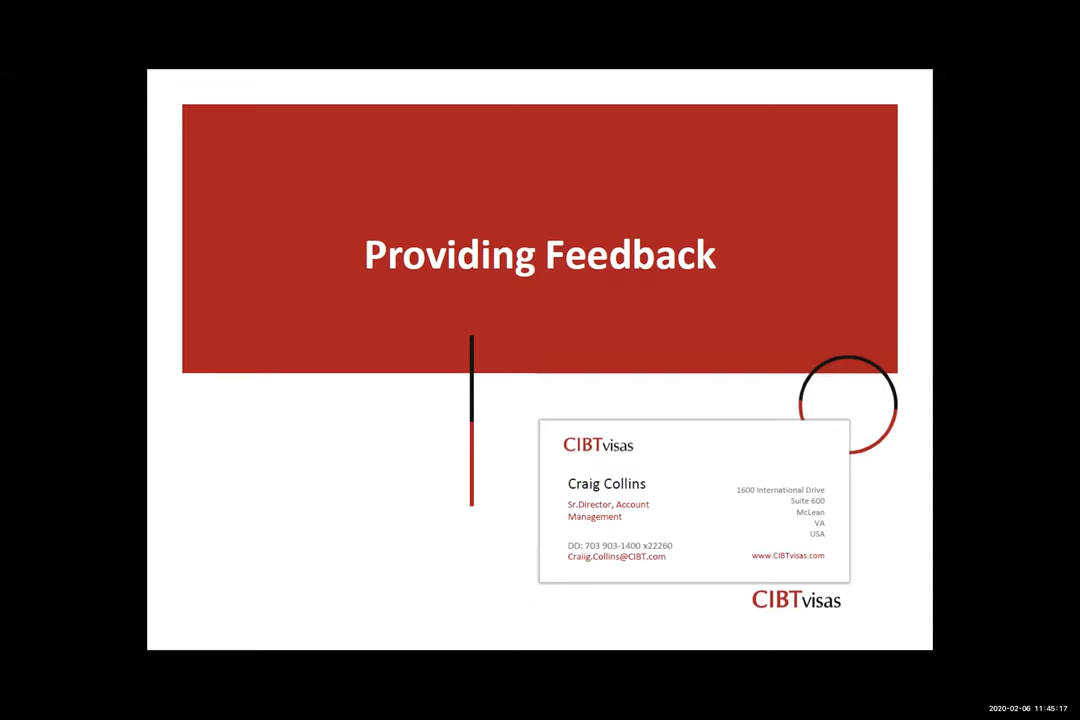 Providing Feedback
CIBTvisas
Craig Collins
Sr.Director, Account
Management
DD: 703 903-1400 x22260
Craiig.Collins@CIBT.com
1600 International Drive
Suite 600
McLean
VA
USA
www.CIBTvisas.com
CIBTvisas
2020-02-06 11:45:17